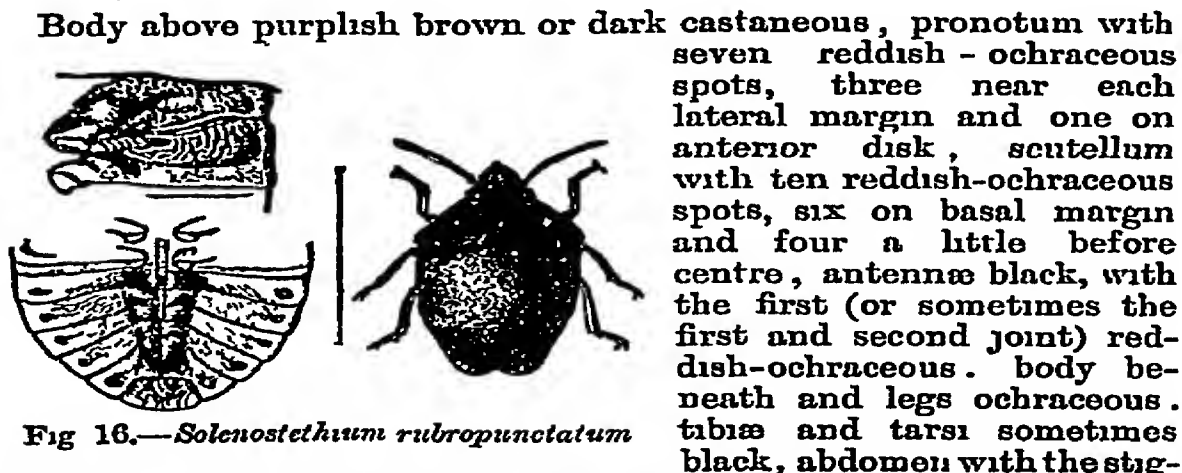 Body above purplish brown or dark castaneous, pronotum with
seven reddish-ochraceous
spots, three near each
lateral margin and one on
anterior disk, scutellum
with ten reddish-ochraceous
spots, six on basal margin
and four a little before
centre, antennæ black, with
the first (or sometimes the
first and second joint) red-
dish-ochraceous. body be-
neath and legs ochraceous.
tibiæ and tarsi sometimes
black, abdomen with the stig-
Fig 16.—Solenostethium rubropunctatum